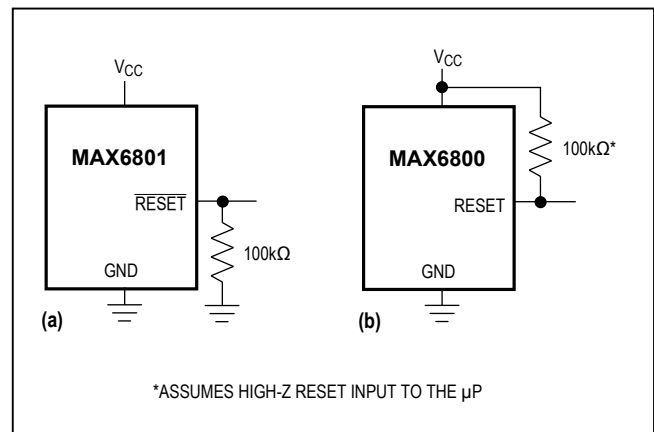 VCC
MAX6801
RESET
100kΩ
GND
(a)
VCC
MAX6800
100kΩ*
RESET
GND
(b)
*ASSUMES HIGH-Z RESET INPUT TO THE µP